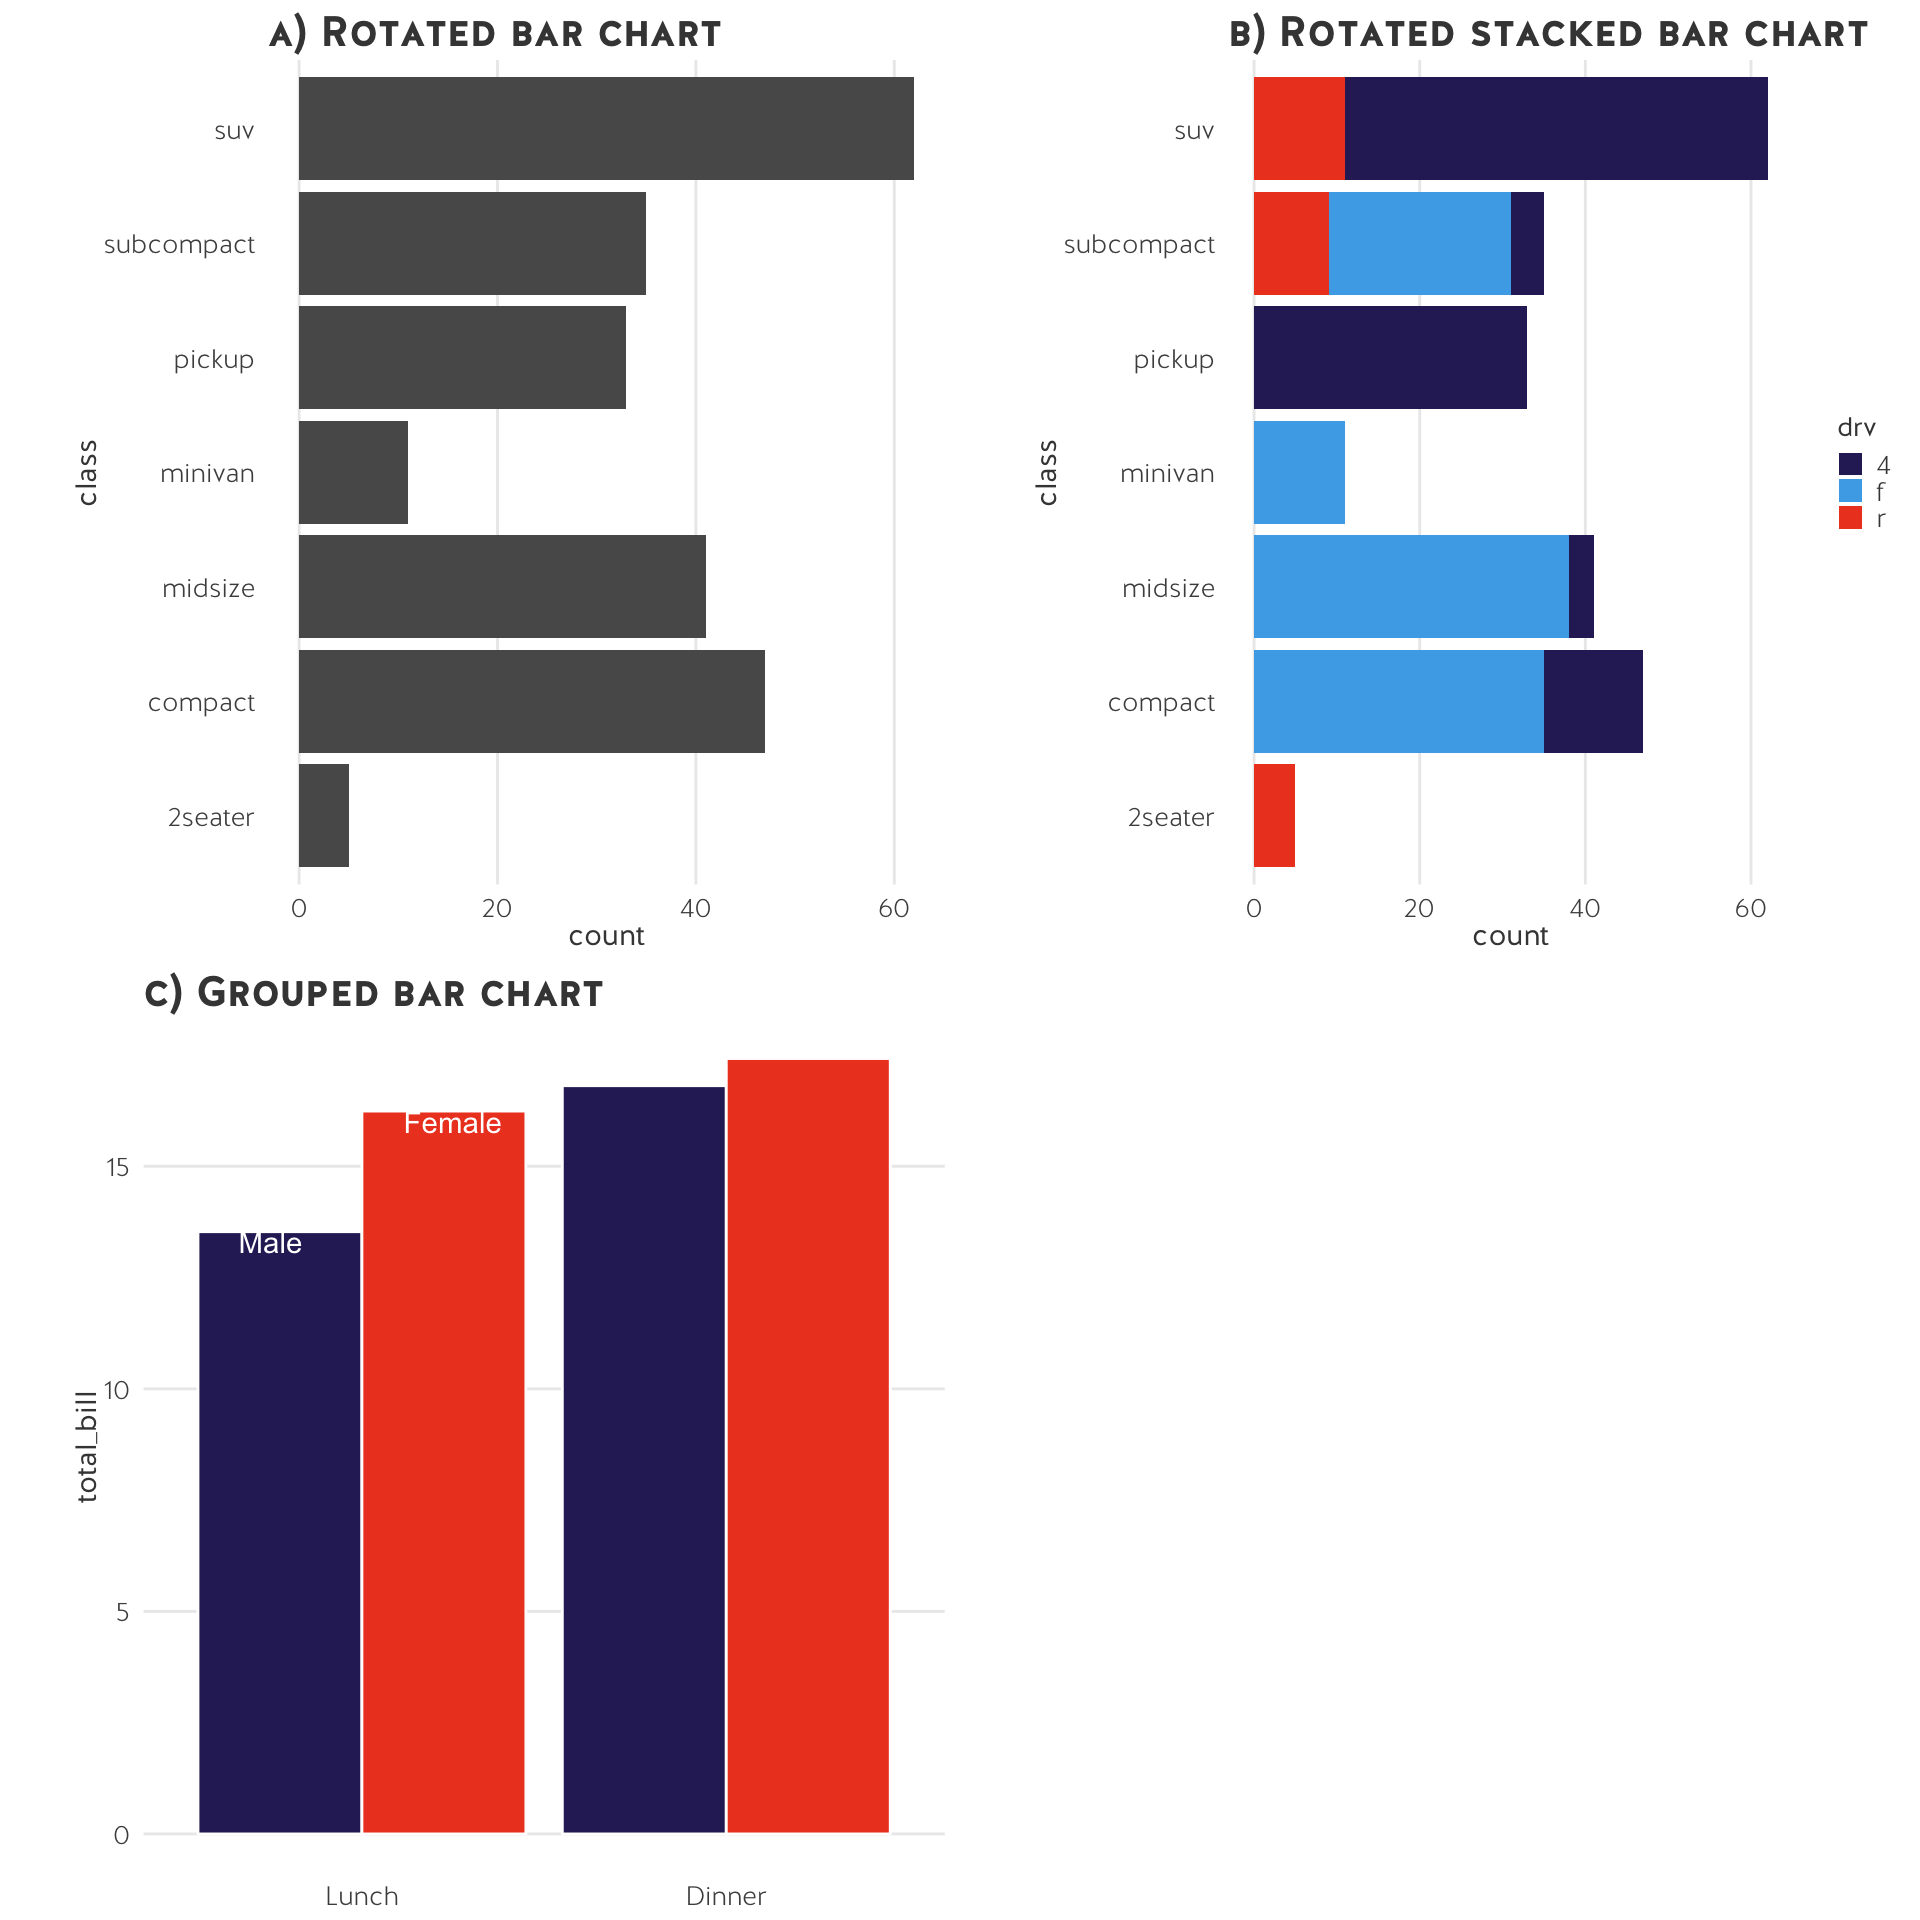 A) Rotated bar chart
suv
subcompact
pickup
minivan
midsize
compact
2seater
class
0 20 40 60
count
B) Rotated stacked bar chart
suv
subcompact
pickup
minivan
midsize
compact
2seater
class
0 20 40 60
count
drv
4
f
r
C) Grouped bar chart
15
10
5
0
total_bill
Female
Male
Lunch Dinner